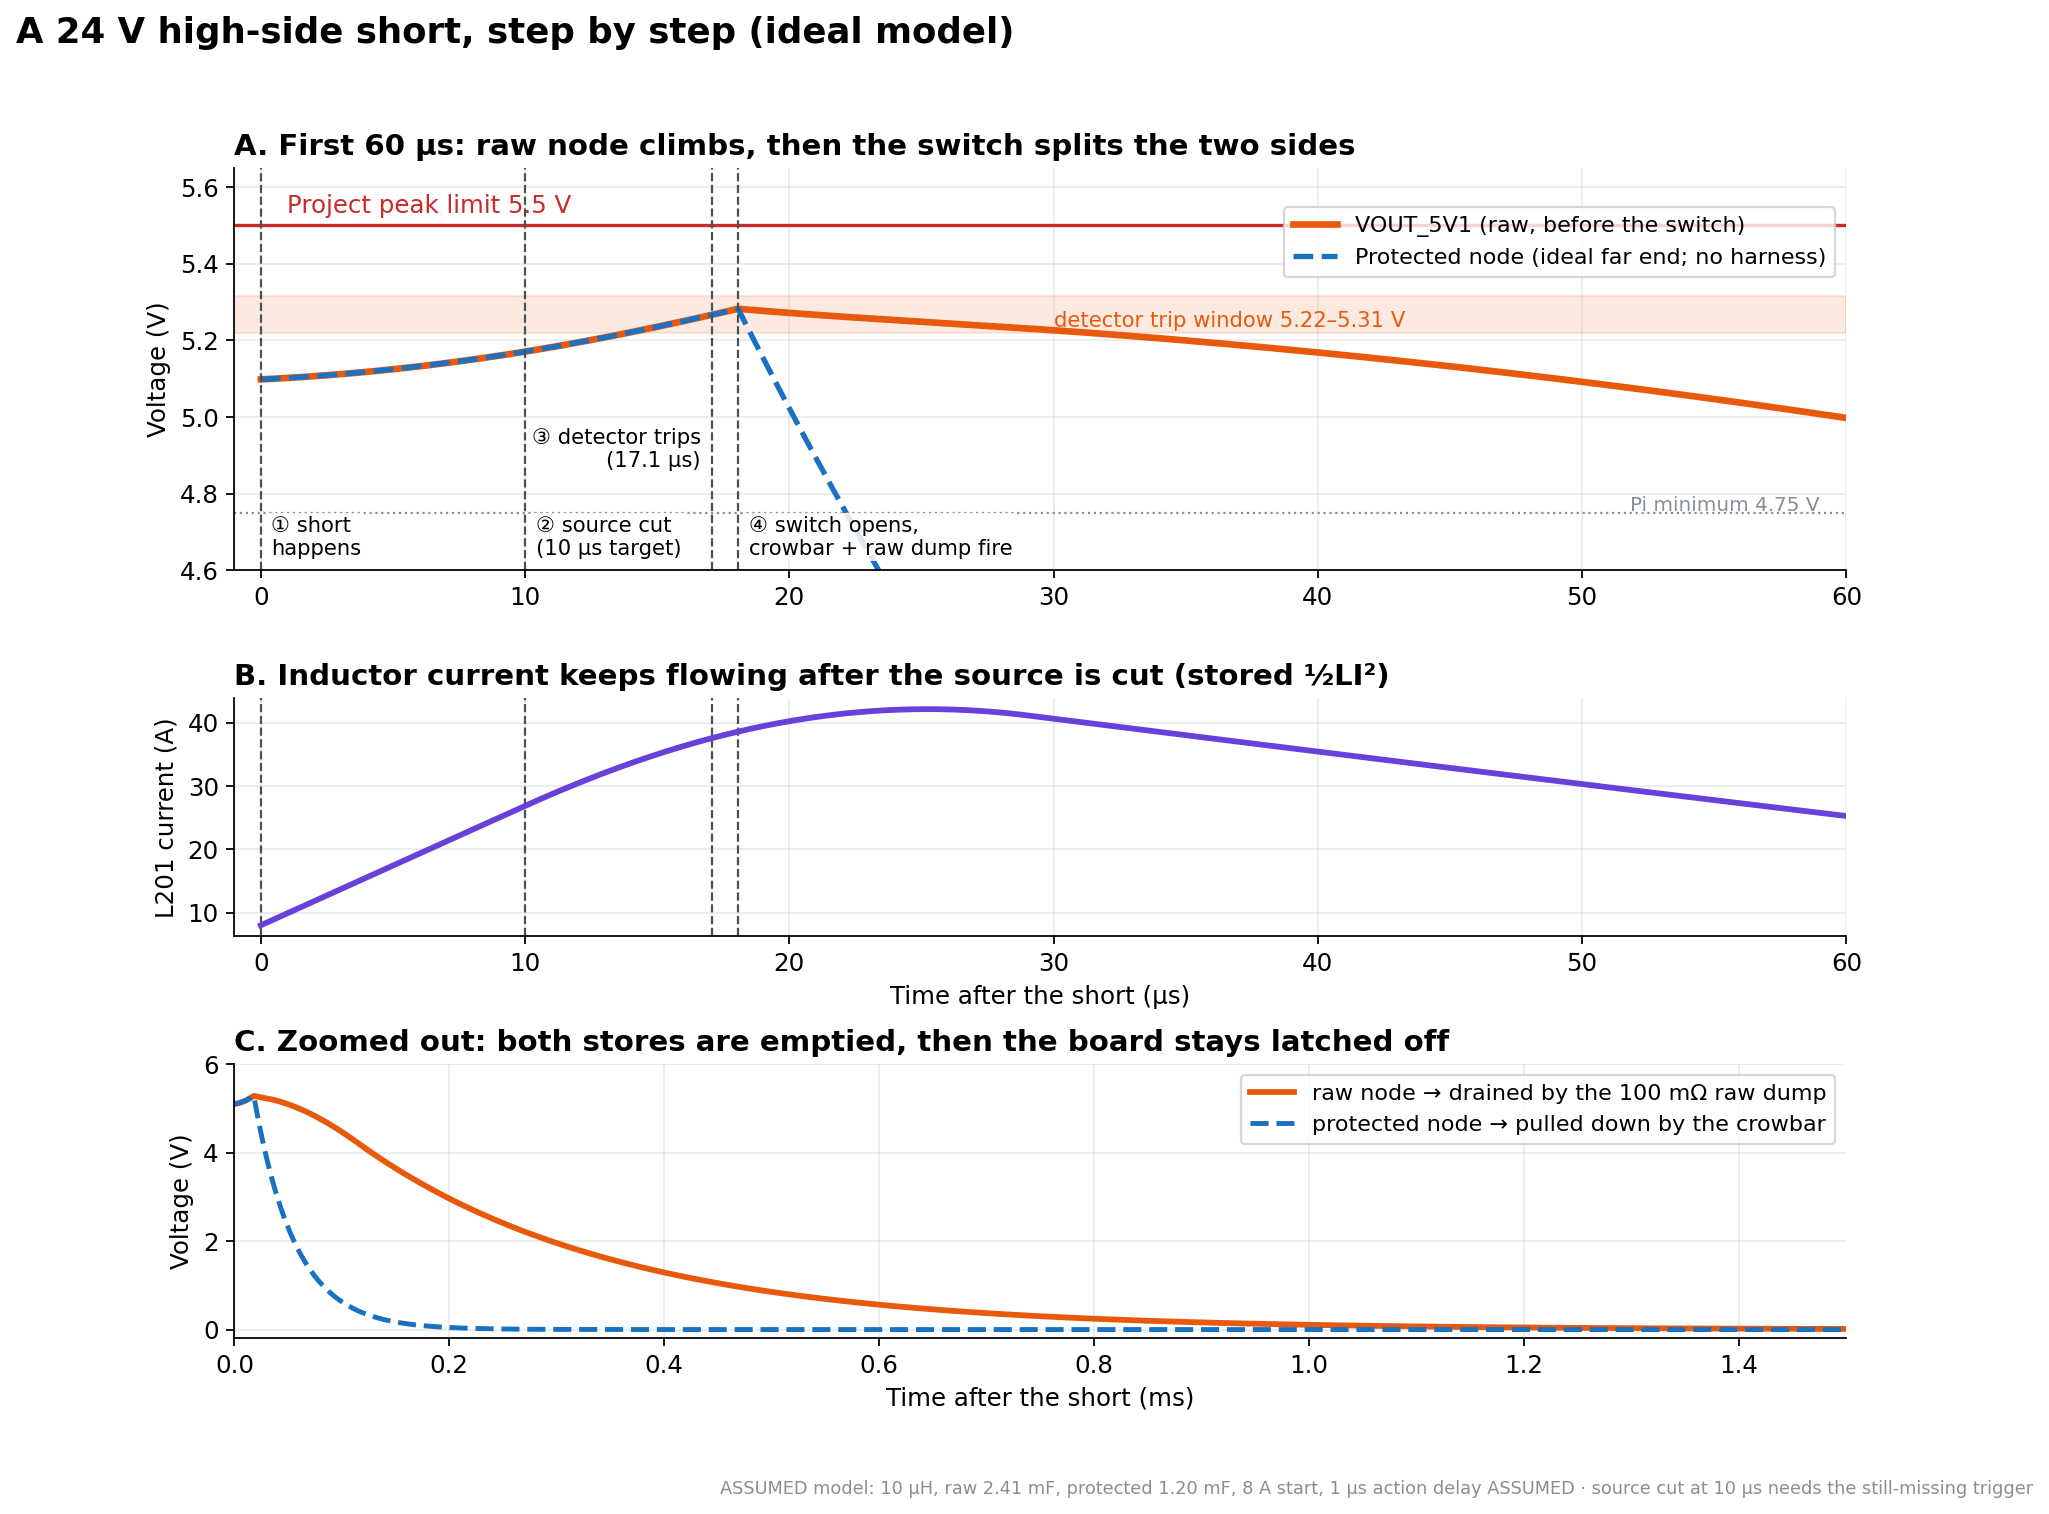 A 24 V high-side short, step by step (ideal model)
A. First 60 µs: raw node climbs, then the switch splits the two sides
Voltage (V)
5.6
5.4
5.2
5.0
4.8
4.6
Project peak limit 5.5 V
VOUT_5V1 (raw, before the switch)
Protected node (ideal far end; no harness)
detector trip window 5.22–5.31 V
③ detector trips
(17.1 µs)
Pi minimum 4.75 V
① short
happens
② source cut
(10 µs target)
④ switch opens,
crowbar + raw dump fire
0 10 20 30 40 50 60
B. Inductor current keeps flowing after the source is cut (stored ½LI²)
L201 current (A)
40
30
20
10
0 10 20 30 40 50 60
Time after the short (µs)
C. Zoomed out: both stores are emptied, then the board stays latched off
Voltage (V)
6
4
2
0
raw node → drained by the 100 mΩ raw dump
protected node → pulled down by the crowbar
0.0 0.2 0.4 0.6 0.8 1.0 1.2 1.4
Time after the short (ms)
ASSUMED model: 10 µH, raw 2.41 mF, protected 1.20 mF, 8 A start, 1 µs action delay ASSUMED · source cut at 10 µs needs the still-missing trigger